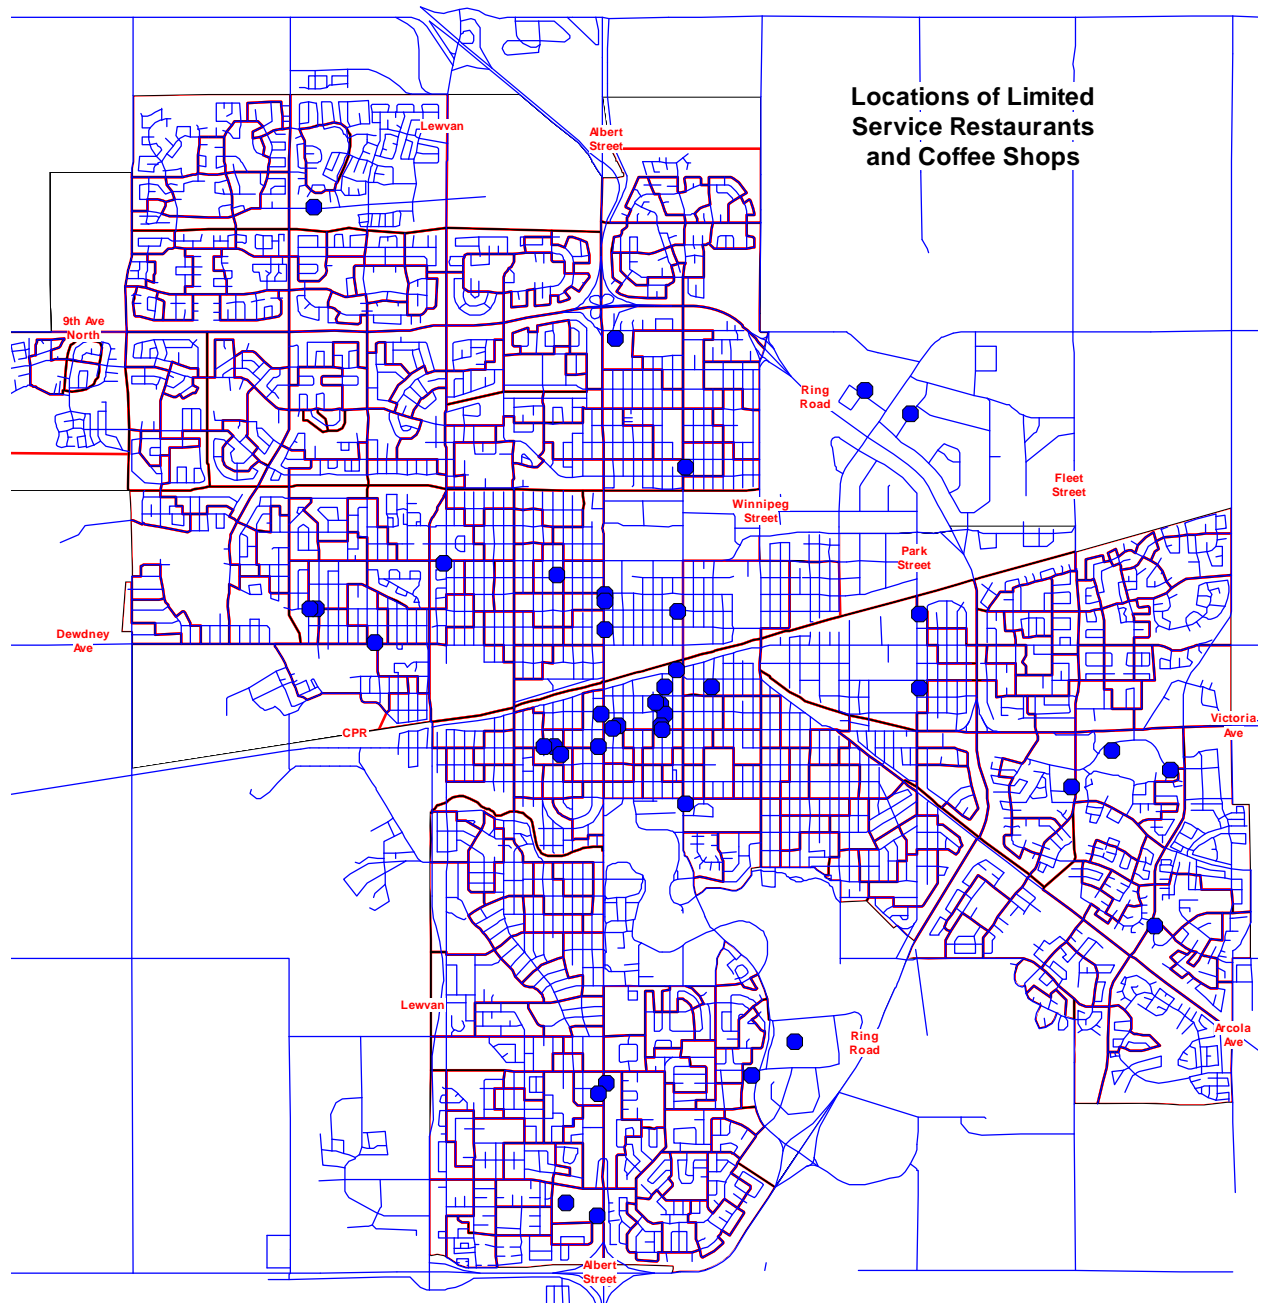 Locations of Limited
Service Restaurants
and Coffee Shops
Lewvan
Albert
Street
9th Ave
North
Ring
Road
Fleet
Street
Winnipeg
Street
Park
Street
Dewdney
Ave
Victoria
Ave
CPR
Lewvan
Ring
Road
Arcola
Ave
Albert
Street